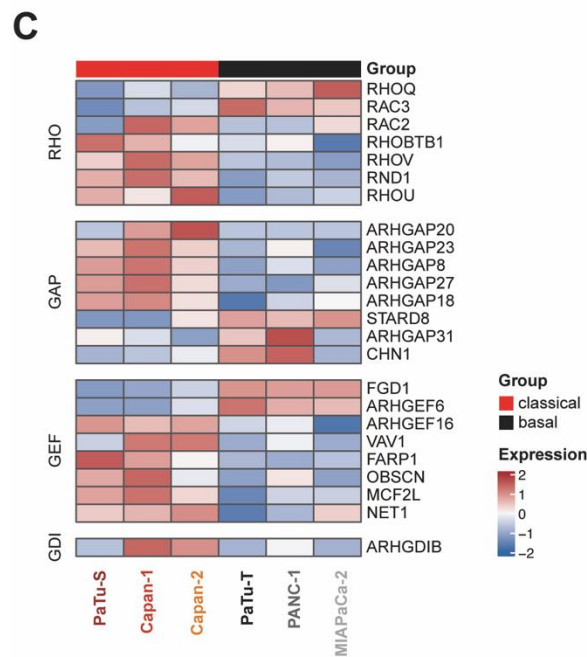 C
Group
RHO
RHOQ
RAC3
RAC2
RHOBTB1
RHOV
RND1
RHOU
GAP
ARHGAP20
ARHGAP23
ARHGAP8
ARHGAP27
ARHGAP18
STARD8
ARHGAP31
CHN1
GEF
FGD1
ARHGEF6
ARHGEF16
VAV1
FARP1
OBSCN
MCF2L
NET1
GDI
ARHGDIB
PaTu-S
Capan-1
Capan-2
PaTu-T
PANC-1
MIAPaCa-2
Group
classical
basal
Expression
2
1
0
−1
−2